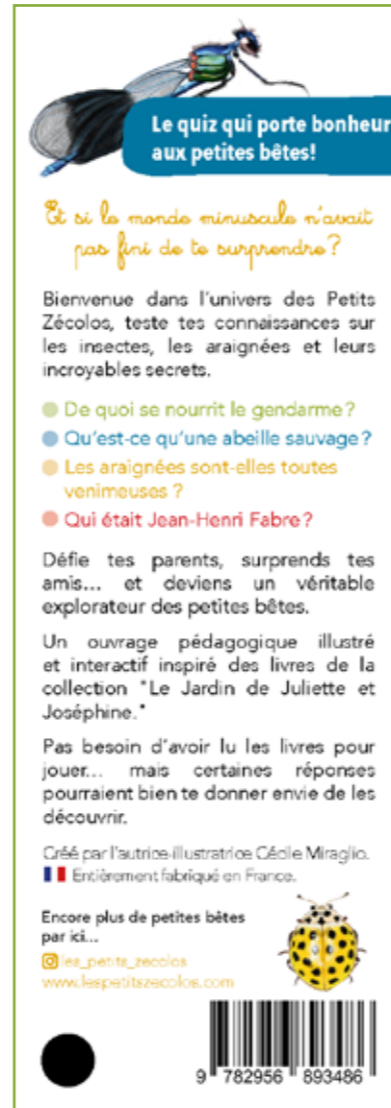 Le quiz qui porte bonheur
aux petites bêtes!
Et si le monde minuscule n'avait
pas fini de te surprendre?
Bienvenue dans l'univers des Petits
Zécolos, teste tes connaissances sur
les insectes, les araignées et leurs
incroyables secrets.
De quoi se nourrit le gendarme?
Qu'est-ce qu'une abeille sauvage?
Les araignées sont-elles toutes
venimeuses ?
Qui était Jean-Henri Fabre?
Défie tes parents, surprends tes
amis... et deviens un véritable
explorateur des petites bêtes.
Un ouvrage pédagogique illustré
et interactif inspiré des livres de la
collection "Le Jardin de Juliette et
Joséphine."
Pas besoin d'avoir lu les livres pour
jouer... mais certaines réponses
pourraient bien te donner envie de les
découvrir.
Créé par l'autrice-illustratrice Cécile Miraglio.
Entièrement fabriqué en France.
Encore plus de petites bêtes
par ici...
les_petits_zecolos
www.lespetitszecolos.com
9 782956 893486